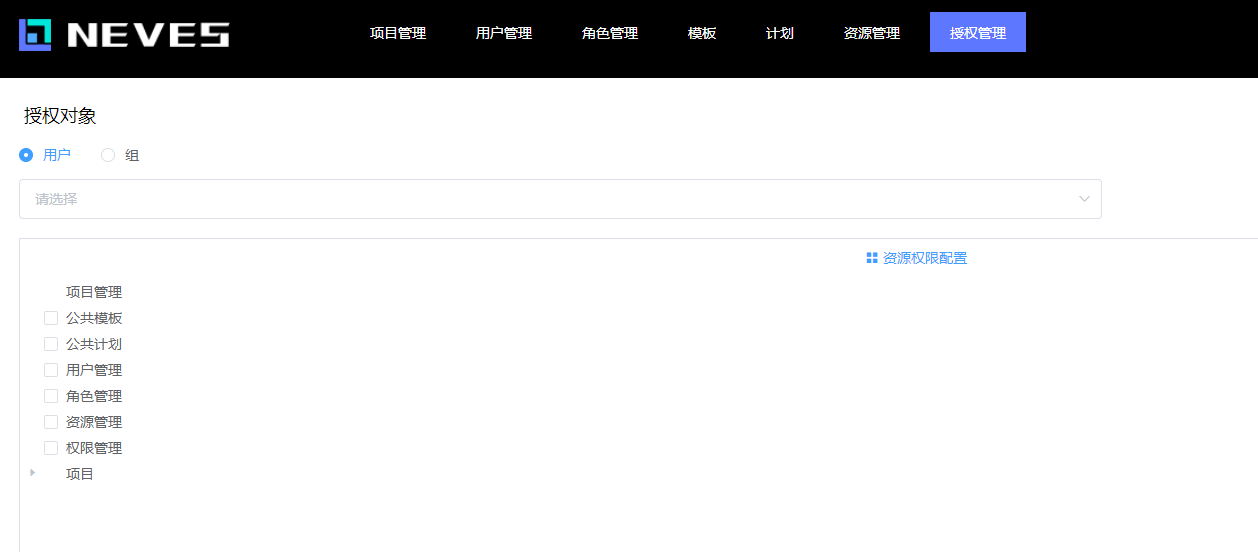 NEVES 项目管理 用户管理 角色管理 模板 计划 资源管理 授权管理
授权对象
用户 组
请选择
资源权限配置
项目管理
公共模板
公共计划
用户管理
角色管理
资源管理
权限管理
项目